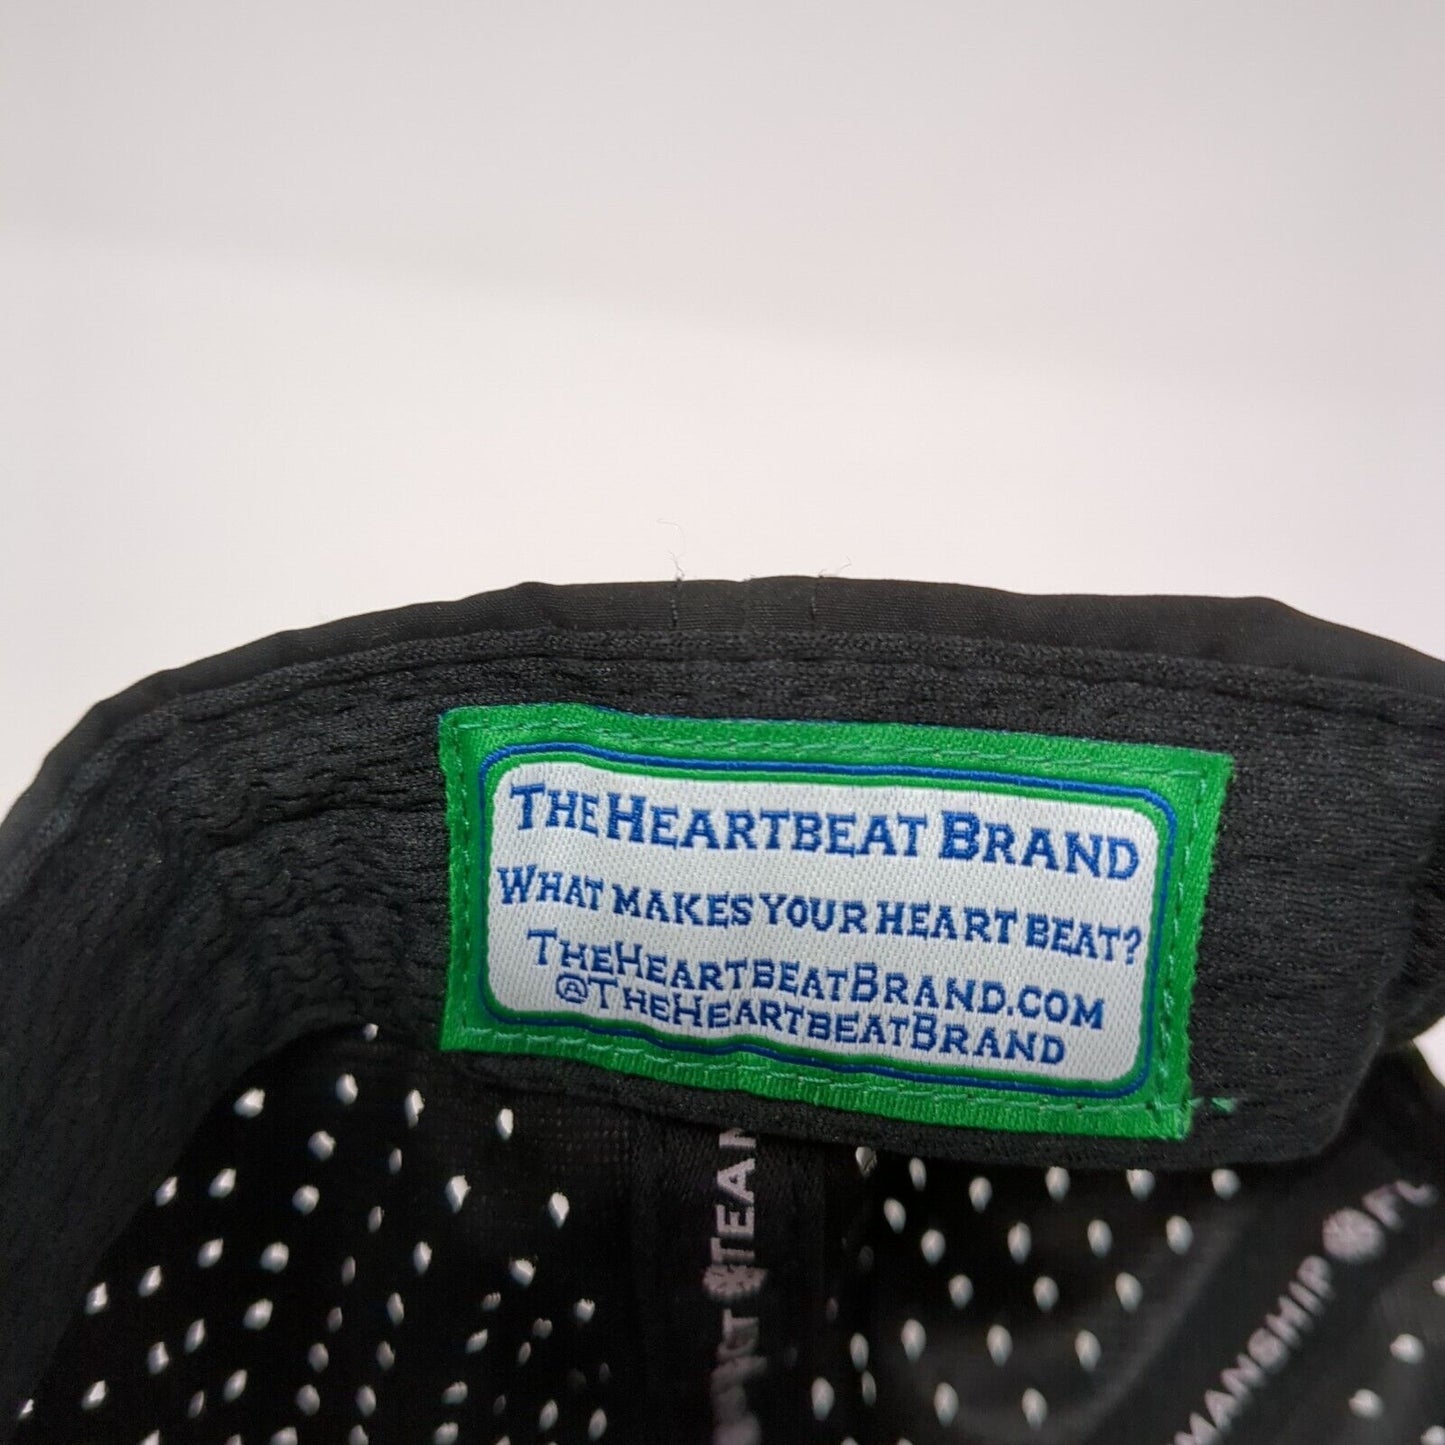 THE HEARTBEAT BRAND
WHAT MAKES YOUR HEART BEAT?
THEHEARTBEATBRAND.COM
@THEHEARTBEATBRAND